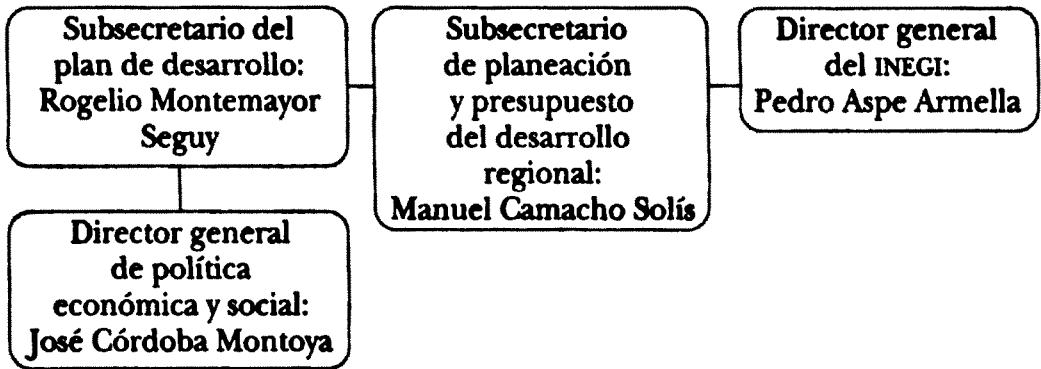 Subsecretario del
plan de desarrollo:
Rogelio Montemayor
Seguy
Subsecretario
de planeación
y presupuesto
del desarrollo
regional:
Manuel Camacho Solís
Director general
del INEGI:
Pedro Aspe Armella
Director general
de política
económica y social:
José Córdoba Montoya